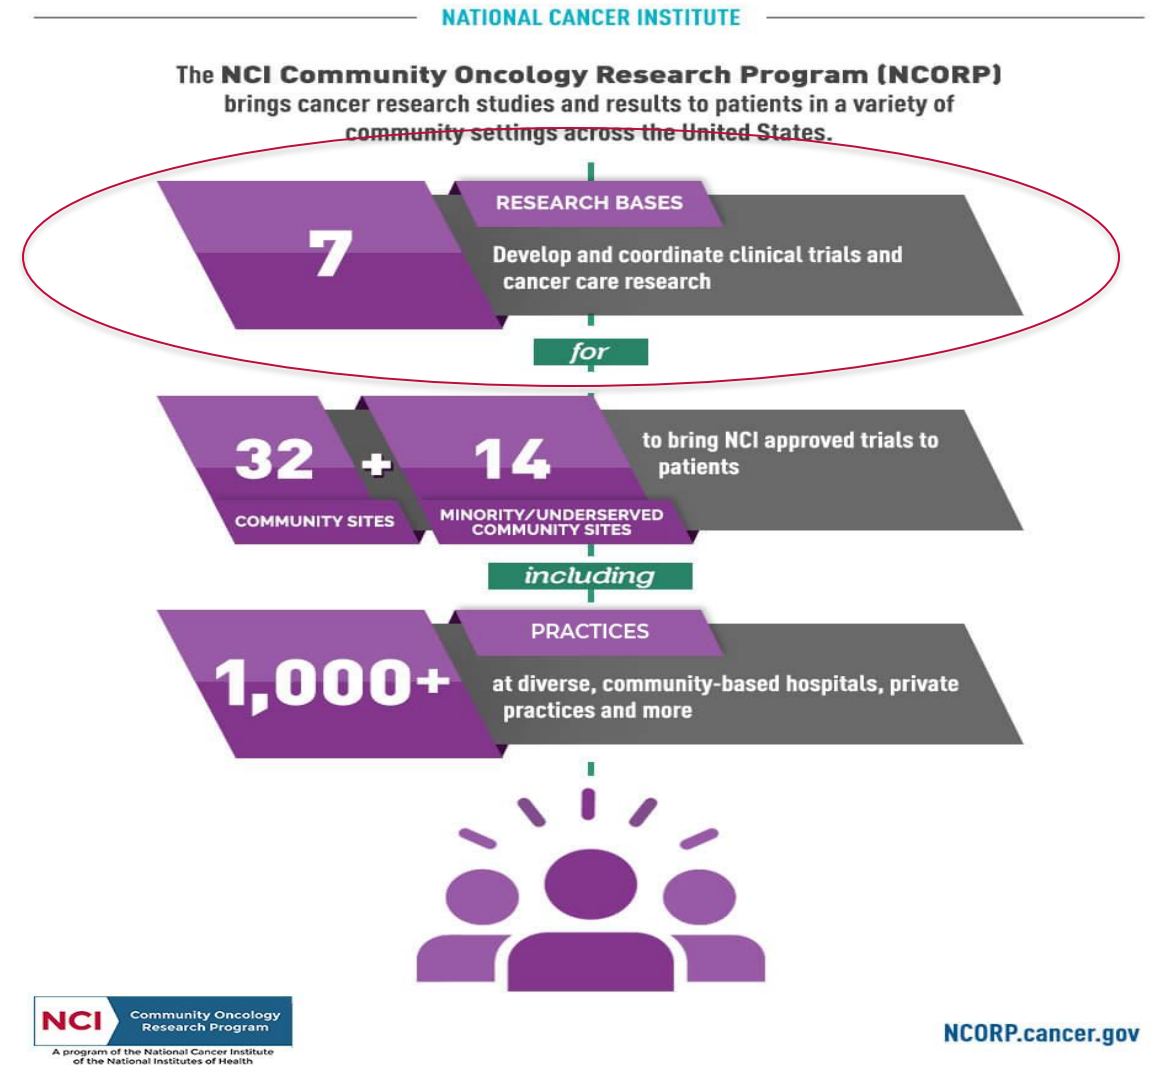 NATIONAL CANCER INSTITUTE
The NCI Community Oncology Research Program (NCORP)
brings cancer research studies and results to patients in a variety of
community settings across the United States.
RESEARCH BASES
7
Develop and coordinate clinical trials and
cancer care research
for
32 + 14
to bring NCI approved trials to
patients
COMMUNITY SITES
MINORITY/UNDERSERVED
COMMUNITY SITES
including
PRACTICES
1,000+
at diverse, community-based hospitals, private
practices and more
NCI
Community Oncology
Research Program
A program of the National Cancer Institute
of the National Institutes of Health
NCORP.cancer.gov